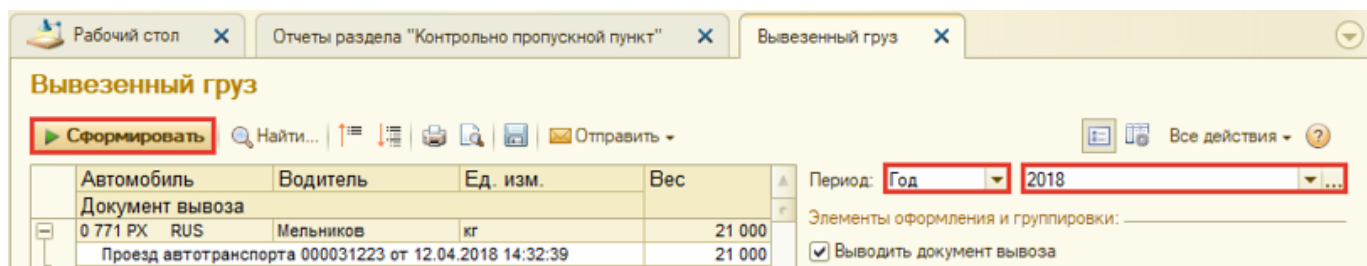 Рабочий стол
Отчеты раздела "Контрольно пропускной пункт"
Вывезенный груз
Вывезенный груз
Сформировать Найти... Отправить Все действия
Автомобиль Водитель Ед. изм. Вес
Документ вывоза
0 771 РХ RUS Мельников кг 21 000
Проезд автотранспорта 000031223 от 12.04.2018 14:32:39 21 000
Период: Год 2018 ...
Элементы оформления и группировки:
Выводить документ вывоза